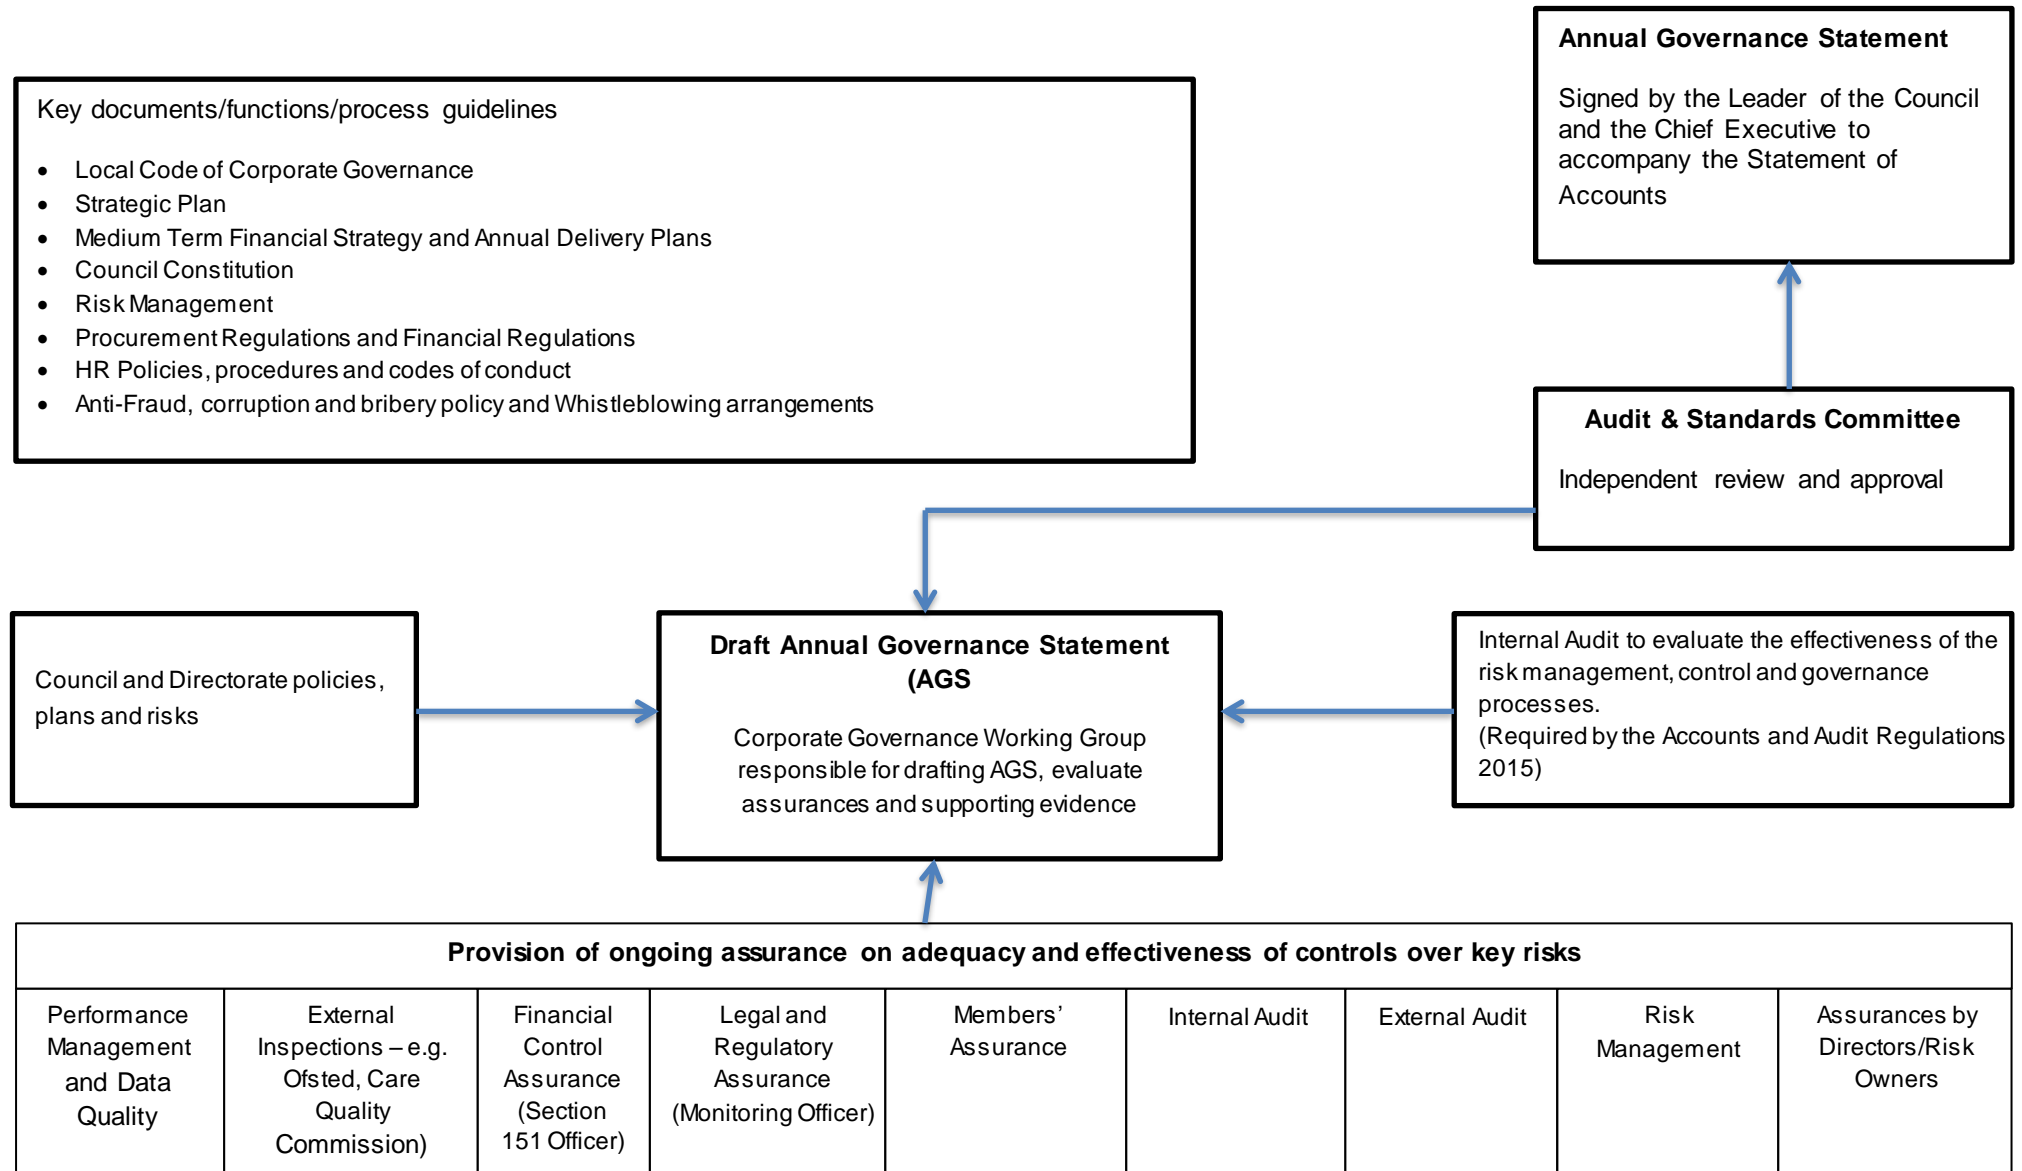 Annual Governance Statement
Signed by the Leader of the Council
and the Chief Executive to
accompany the Statement of
Accounts
Key documents/functions/process guidelines
• Local Code of Corporate Governance
• Strategic Plan
• Medium Term Financial Strategy and Annual Delivery Plans
• Council Constitution
• Risk Management
• Procurement Regulations and Financial Regulations
• HR Policies, procedures and codes of conduct
• Anti-Fraud, corruption and bribery policy and Whistleblowing arrangements
Audit & Standards Committee
Independent review and approval
Council and Directorate policies,
plans and risks
Draft Annual Governance Statement
(AGS
Corporate Governance Working Group
responsible for drafting AGS, evaluate
assurances and supporting evidence
Internal Audit to evaluate the effectiveness of the
risk management, control and governance
processes.
(Required by the Accounts and Audit Regulations
2015)
Provision of ongoing assurance on adequacy and effectiveness of controls over key risks
Performance
Management
and Data
Quality
External
Inspections – e.g.
Ofsted, Care
Quality
Commission)
Financial
Control
Assurance
(Section
151 Officer)
Legal and
Regulatory
Assurance
(Monitoring Officer)
Members’
Assurance
Internal Audit
External Audit
Risk
Management
Assurances by
Directors/Risk
Owners